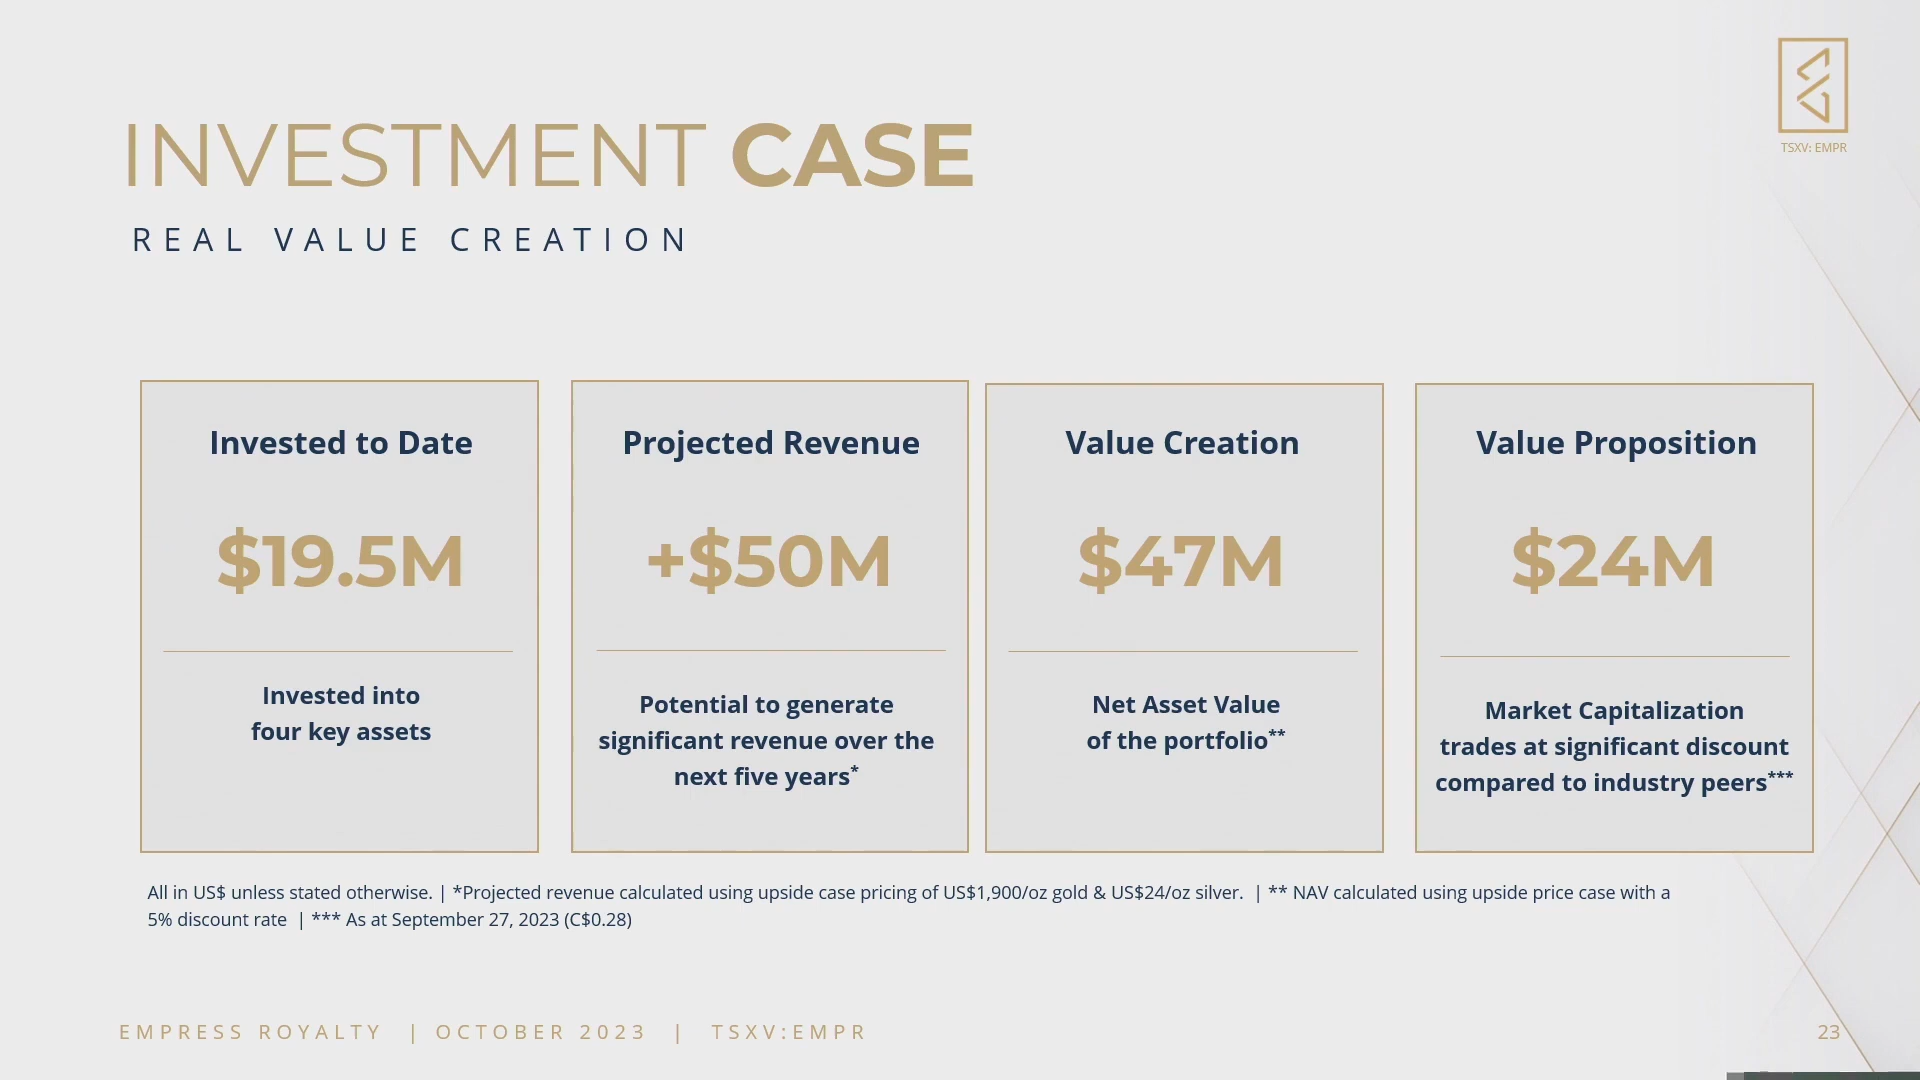 TSXV: EMPR
INVESTMENT CASE
REAL VALUE CREATION
Invested to Date
$19.5M
Invested into
four key assets
Projected Revenue
+$50M
Potential to generate
significant revenue over the
next five years*
Value Creation
$47M
Net Asset Value
of the portfolio**
Value Proposition
$24M
Market Capitalization
trades at significant discount
compared to industry peers***
All in US$ unless stated otherwise. | *Projected revenue calculated using upside case pricing of US$1,900/oz gold & US$24/oz silver. | ** NAV calculated using upside price case with a
5% discount rate | *** As at September 27, 2023 (C$0.28)
EMPRESS ROYALTY | OCTOBER 2023 | TSXV:EMPR
23